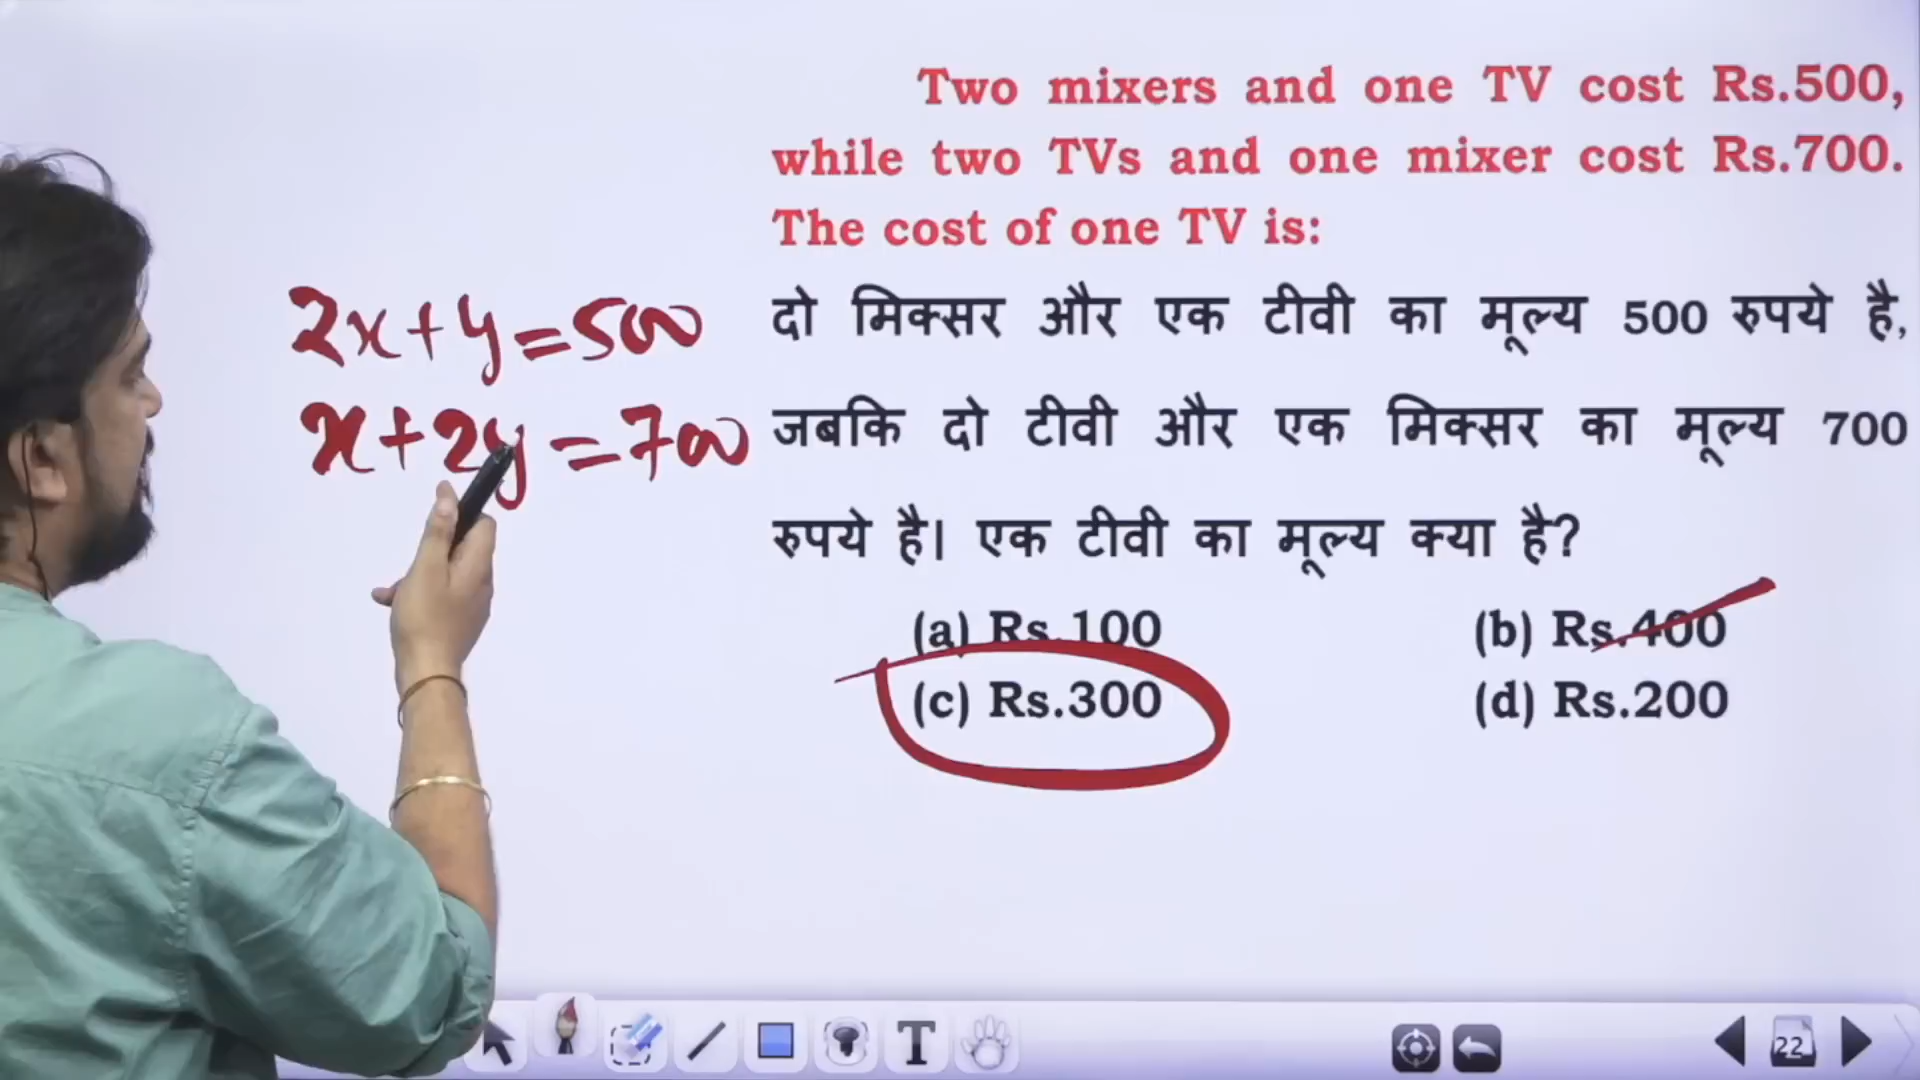 Two mixers and one TV cost Rs.500,
while two TVs and one mixer cost Rs.700.
The cost of one TV is:
2x+y=500
x+2y=700
दो मिक्सर और एक टीवी का मूल्य 500 रुपये है,
जबकि दो टीवी और एक मिक्सर का मूल्य 700
रुपये है। एक टीवी का मूल्य क्या है?
(a) Rs.100 (b) Rs.400
(c) Rs.300 (d) Rs.200
T 22